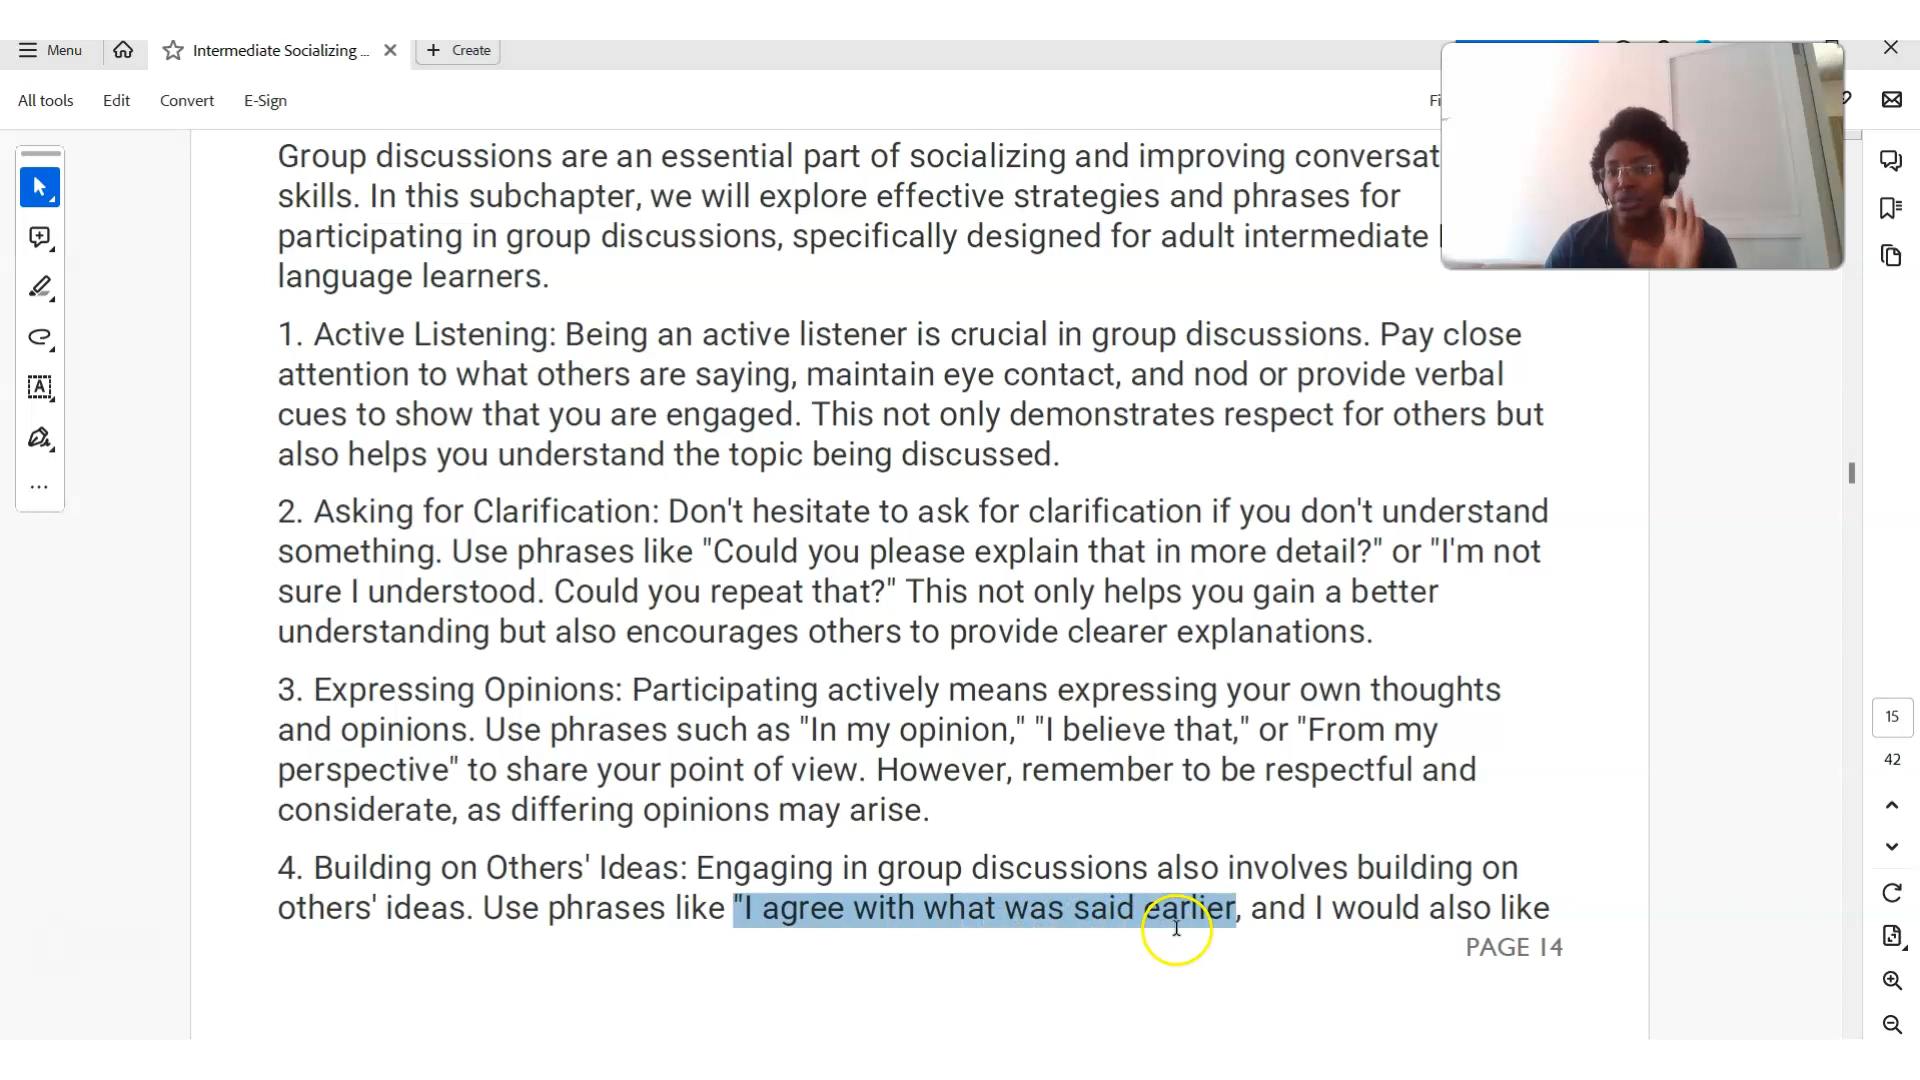 Menu
Intermediate Socializing ...
Create
All tools
Edit
Convert
E-Sign
Group discussions are an essential part of socializing and improving
skills. In this subchapter, we will explore effective strategies and phrases for
participating in group discussions, specifically designed for adult intermediate
language learners.
1. Active Listening: Being an active listener is crucial in group discussions. Pay close
attention to what others are saying, maintain eye contact, and nod or provide verbal
cues to show that you are engaged. This not only demonstrates respect for others but
also helps you understand the topic being discussed.
2. Asking for Clarification: Don't hesitate to ask for clarification if you don't understand
something. Use phrases like "Could you please explain that in more detail?" or "I'm not
sure I understood. Could you repeat that?" This not only helps you gain a better
understanding but also encourages others to provide clearer explanations.
3. Expressing Opinions: Participating actively means expressing your own thoughts
and opinions. Use phrases such as "In my opinion," "I believe that," or "From my
perspective" to share your point of view. However, remember to be respectful and
considerate, as differing opinions may arise.
4. Building on Others' Ideas: Engaging in group discussions also involves building on
others' ideas. Use phrases like "I agree with what was said earlier, and I would also like
PAGE 14
15
42